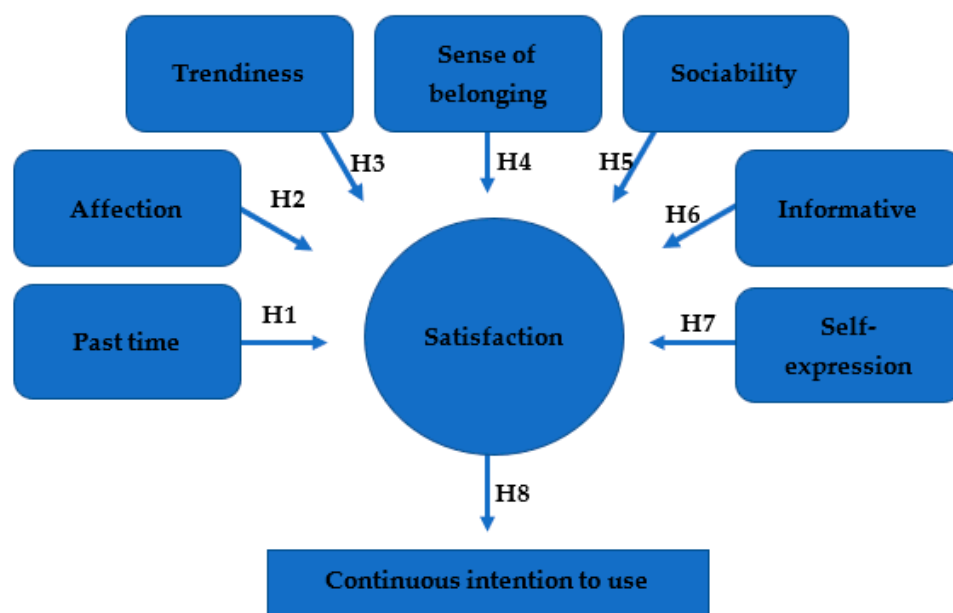 Trendiness
Sense of
belonging
Sociability
H3
H4
H5
Affection
H2
H6
Informative
Past time
H1
Satisfaction
H7
Self-
expression
H8
Continuous intention to use